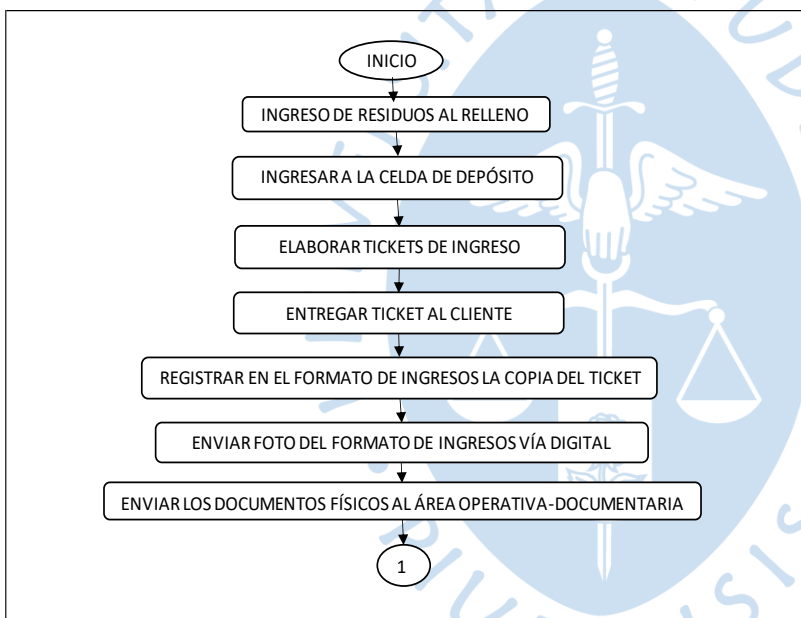 INICIO
INGRESO DE RESIDUOS AL RELLENO
INGRESAR A LA CELDA DE DEPÓSITO
ELABORAR TICKETS DE INGRESO
ENTREGAR TICKET AL CLIENTE
REGISTRAR EN EL FORMATO DE INGRESOS LA COPIA DEL TICKET
ENVIAR FOTO DEL FORMATO DE INGRESOS VÍA DIGITAL
ENVIAR LOS DOCUMENTOS FÍSICOS AL ÁREA OPERATIVA-DOCUMENTARIA
1